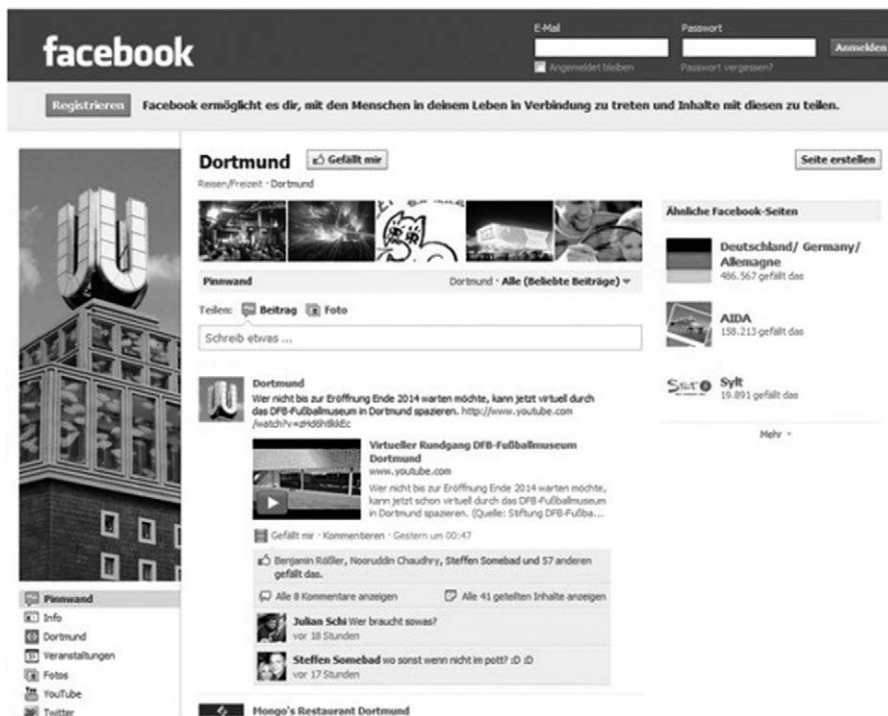 facebook
E-Mail
Passwort
Anmelden
Angemeldet bleiben
Passwort vergessen?
Registrieren
Facebook ermöglicht es dir, mit den Menschen in deinem Leben in Verbindung zu treten und Inhalte mit diesen zu teilen.
Dortmund
Gefällt mir
Seite erstellen
Reisen/Freizeit · Dortmund
Pinnwand
Dortmund · Alle (Beliebte Beiträge)
Teilen: Beitrag Foto
Schreib etwas ...
Dortmund
Wer nicht bis zur Eröffnung Ende 2014 warten möchte, kann jetzt virtuell durch
das DFB-Fußballmuseum in Dortmund spazieren. http://www.youtube.com
Virtueller Rundgang DFB-Fußballmuseum
Dortmund
www.youtube.com
Wer nicht bis zur Eröffnung Ende 2014 warten möchte,
kann jetzt schon virtuell durch das DFB-Fußballmuseum
in Dortmund spazieren. (Quelle: Stiftung DFB-Fußba...
Gefällt mir · Kommentieren · Gestern um 00:47
Benjamin Rößler, Nooruddin Chaudhry, Steffen Somebad und 57 anderen
gefällt das.
Alle 8 Kommentare anzeigen
Alle 41 geteilten Inhalte anzeigen
Julian Schi Wer braucht sowas?
vor 18 Stunden
Steffen Somebad wo sonst wenn nicht im pott? :D :D
vor 17 Stunden
Mongo's Restaurant Dortmund
Ähnliche Facebook-Seiten
Deutschland/ Germany/
Allemagne
486.567 gefällt das
AIDA
158.213 gefällt das
Sylt
19.891 gefällt das
Mehr
Pinnwand
Info
Dortmund
Veranstaltungen
Fotos
YouTube
Twitter